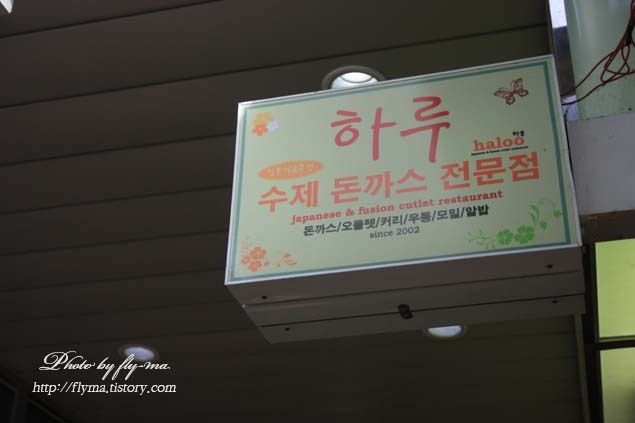 하루
하루
haloo
수제 돈까스 전문점
japanese & fusion cutlet restaurant
돈까스/오믈렛/커리/우동/모밀/알밥
since 2002
Photo by fly-ma.
http://flyma.tistory.com/